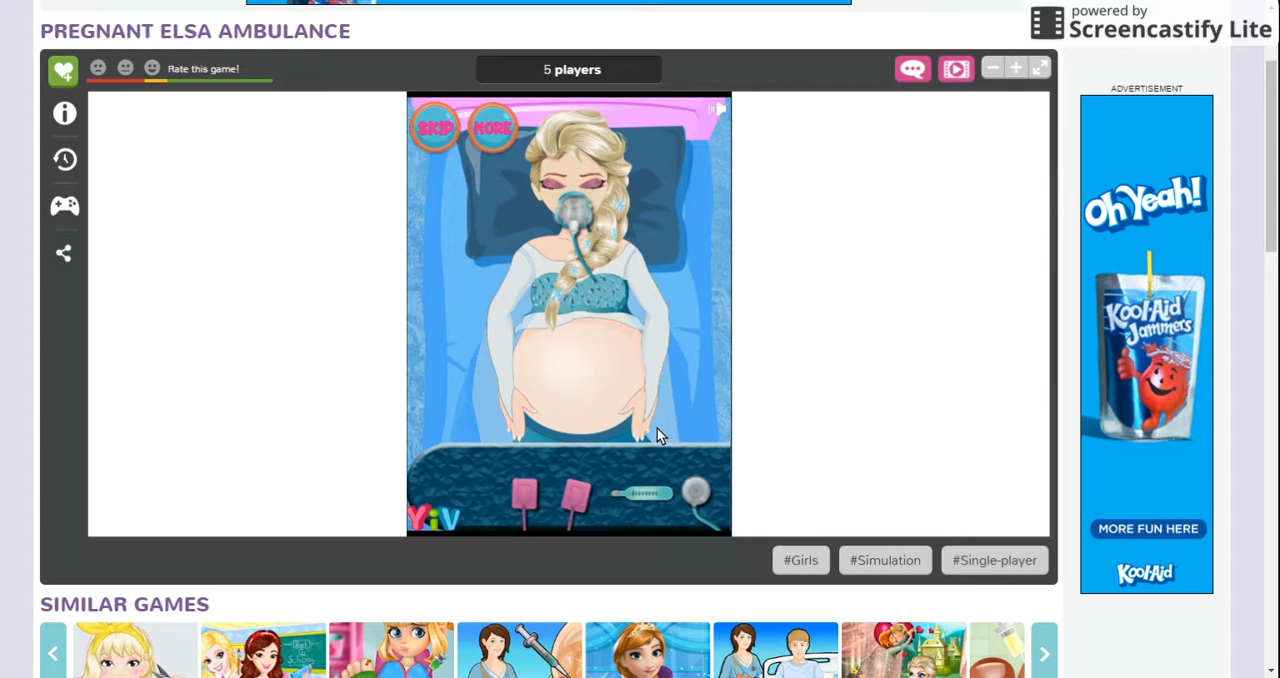 powered by
Screencastify Lite
PREGNANT ELSA AMBULANCE
Rate this game!
5 players
ADVERTISEMENT
SKIP
MORE
Oh Yeah!
Kool-Aid
Jammers
YiV
MORE FUN HERE
Kool-Aid
#Girls
#Simulation
#Single-player
SIMILAR GAMES